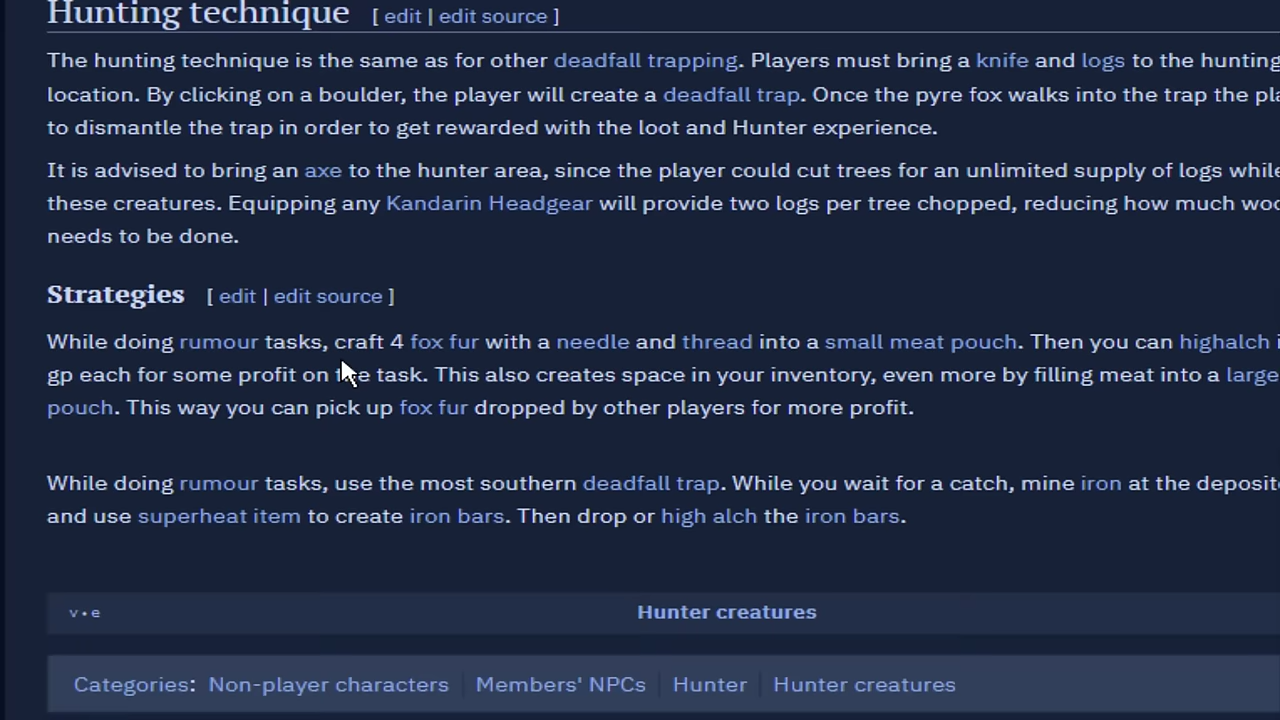 Hunting technique [ edit | edit source ]
The hunting technique is the same as for other deadfall trapping. Players must bring a knife and logs to the hunting
location. By clicking on a boulder, the player will create a deadfall trap. Once the pyre fox walks into the trap the
to dismantle the trap in order to get rewarded with the loot and Hunter experience.
It is advised to bring an axe to the hunter area, since the player could cut trees for an unlimited supply of logs while
these creatures. Equipping any Kandarin Headgear will provide two logs per tree chopped, reducing how much
needs to be done.
Strategies [ edit | edit source ]
While doing rumour tasks, craft 4 fox fur with a needle and thread into a small meat pouch. Then you can highalch
gp each for some profit on the task. This also creates space in your inventory, even more by filling meat into a large
pouch. This way you can pick up fox fur dropped by other players for more profit.
While doing rumour tasks, use the most southern deadfall trap. While you wait for a catch, mine iron at the
and use superheat item to create iron bars. Then drop or high alch the iron bars.
v • e Hunter creatures
Categories: Non-player characters Members' NPCs Hunter Hunter creatures